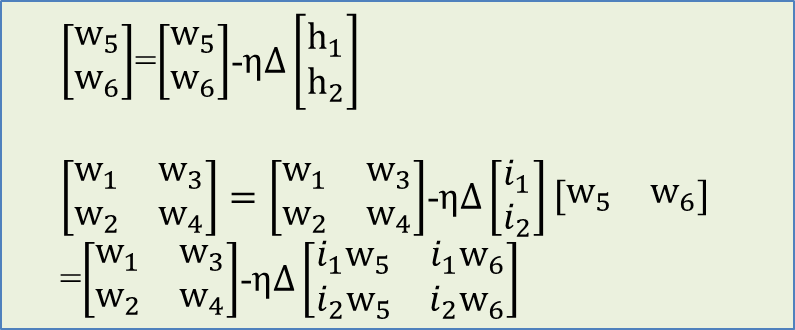 [w₅ w₆] = [w₅ w₆] -ηΔ [h₁ h₂]
[w₁ w₃ w₂ w₄] = [w₁ w₃ w₂ w₄] -ηΔ [i₁ i₂] [w₅ w₆]
= [w₁ w₃ w₂ w₄] -ηΔ [i₁w₅ i₁w₆ i₂w₅ i₂w₆]